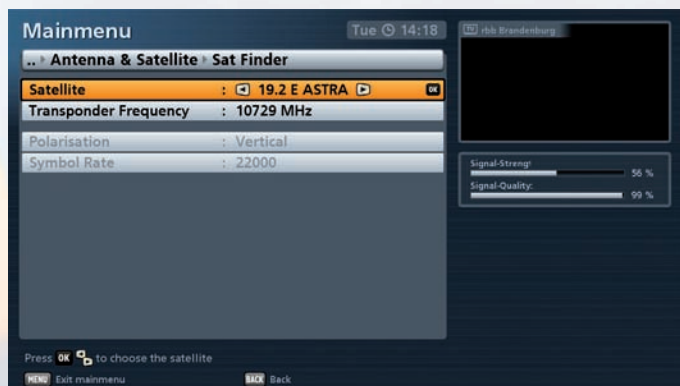 Mainmenu
Tue 14:18
.. Antenna & Satellite Sat Finder
Satellite : 19.2 E ASTRA OK
Transponder Frequency : 10729 MHz
Polarisation : Vertical
Symbol Rate : 22000
TV rbb Brandenburg
Signal-Streng
56 %
Signal-Quality:
99 %
Press OK to choose the satellite
MENU Exit mainmenu
BACK Back